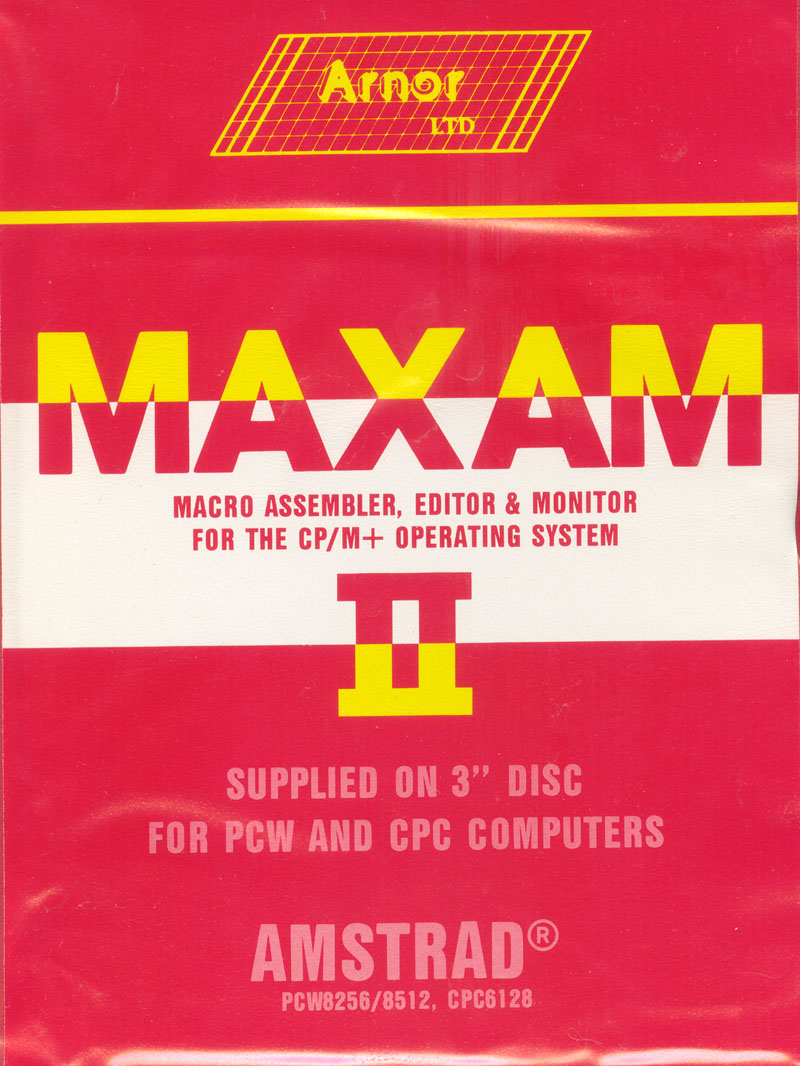 Arnor
LTD
MAXAM
MACRO ASSEMBLER, EDITOR & MONITOR
FOR THE CP/M+ OPERATING SYSTEM
II
SUPPLIED ON 3” DISC
FOR PCW AND CPC COMPUTERS
AMSTRAD®
PCW8256/8512, CPC6128